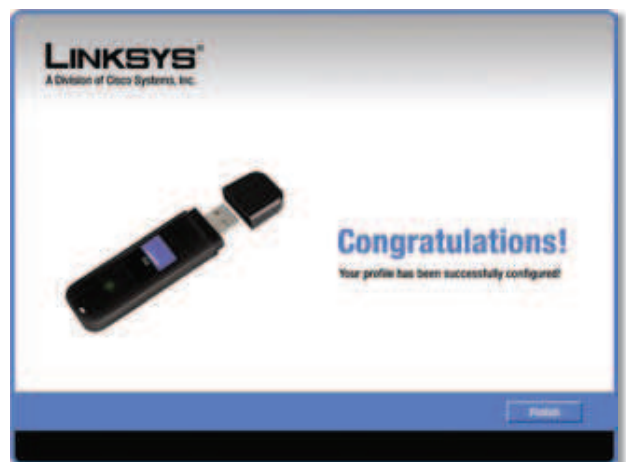 LINKSYS®
A Division of Cisco Systems, Inc.
Congratulations!
Your profile has been successfully configured!
Finish